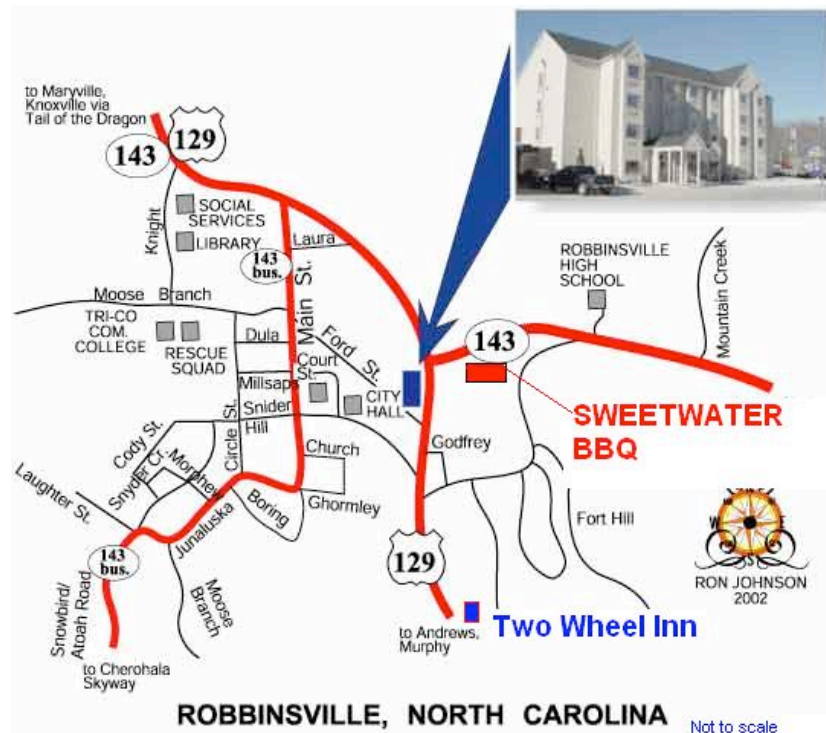 to Maryville,
Knoxville via
Tail of the Dragon
143
129
SOCIAL
SERVICES
LIBRARY
Knight
143
bus.
Laura
Main St.
Moose Branch
TRI-CO
COM.
COLLEGE
RESCUE
SQUAD
Dula
Ford St.
Court
St.
Millsaps
Snider
CITY
HALL
Hill
Circle St.
ROBBINSVILLE
HIGH
SCHOOL
Mountain Creek
143
SWEETWATER
BBQ
Cody St.
Snyder Cr.
Morphew
Laughter St.
Church
Godfrey
Boring
Ghormley
Junaluska
143
bus.
Snowbird/
Atoah Road
Moose
Branch
to Cherohala
Skyway
129
Fort Hill
W
E
S
RON JOHNSON
2002
to Andrews,
Murphy
Two Wheel Inn
ROBBINSVILLE, NORTH CAROLINA
Not to scale